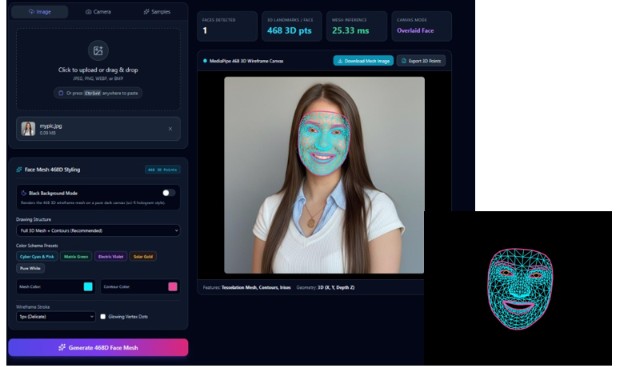 Image
Camera
Samples
Click to upload or drag & drop
JPEG, PNG, WEBP, or BMP
Or press Ctrl+V anywhere to paste
mypic.jpg
Face Mesh 468D Styling
Black Background Mode
Drawing Structure
Full 3D Mesh + Contours (Recommended)
Color Scheme Presets
Cyber Cyan & Pink
Matrix Green
Electric Violet
Solar Gold
Pure White
Mesh Color:
Contour Color:
Wireframe Stroke
1px (Delicate)
Glowing Vertex Dots
Generate 468D Face Mesh
FACES DETECTED
1
3D LANDMARKS / FACE
468 3D pts
MESH INFERENCE
25.33 ms
CANVAS MODE
Overlaid Face
MediaPipe 468 3D Wireframe Canvas
Download Mesh Image
Export 3D Points
Features: Tessellation Mesh, Contours, Irises
Geometry: 3D (X, Y, Depth Z)